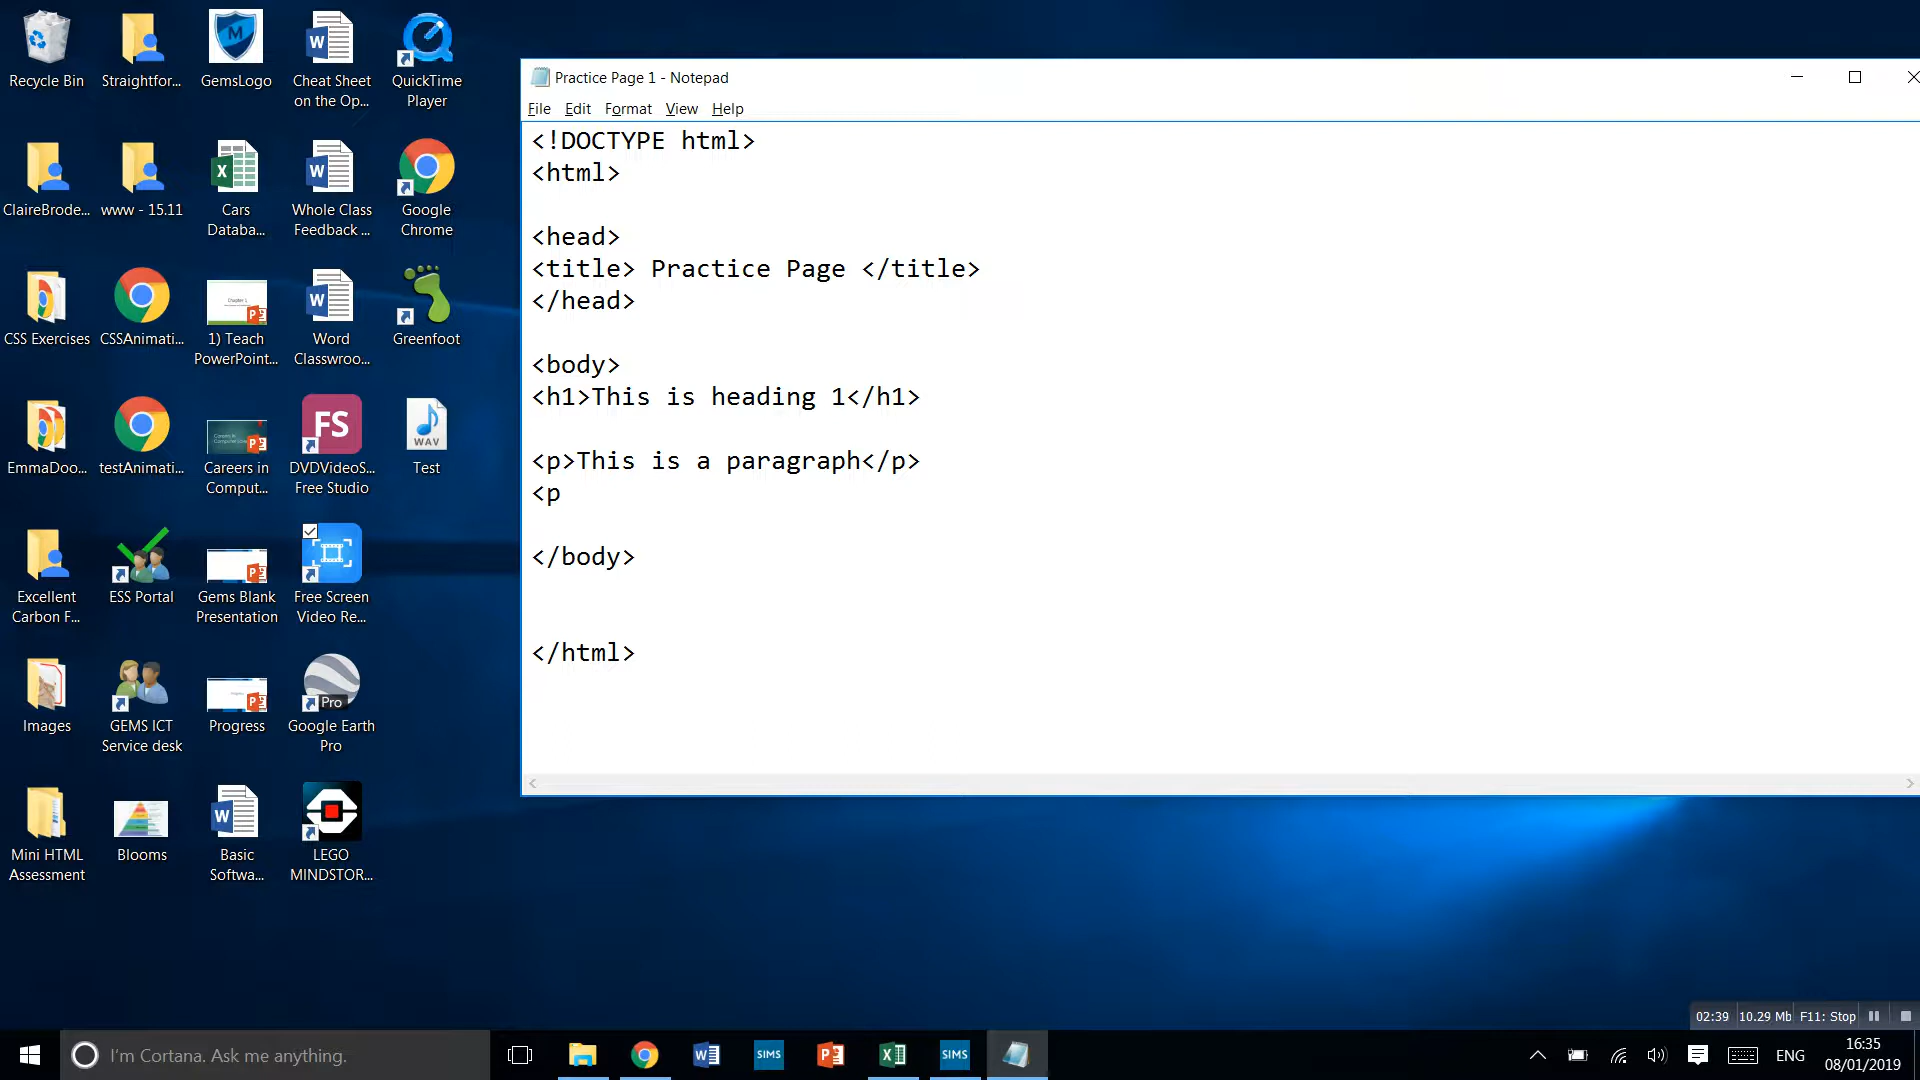 Recycle Bin
Straightfor...
GemsLogo
Cheat Sheet
on the Op...
QuickTime
Player
ClaireBrode...
www - 15.11
Cars
Databa...
Whole Class
Feedback ...
Google
Chrome
CSS Exercises
CSSAnimati...
1) Teach
PowerPoint...
Word
Classwroo...
Greenfoot
EmmaDoo...
testAnimati...
Careers in
Comput...
FS
DVDVideoS...
Free Studio
WAV
Test
Excellent
Carbon F...
ESS Portal
Gems Blank
Presentation
Free Screen
Video Re...
Images
GEMS ICT
Service desk
Progress
Pro
Google Earth
Pro
Mini HTML
Assessment
Blooms
Basic
Softwa...
LEGO
MINDSTOR...
Practice Page 1 - Notepad
File Edit Format View Help
<!DOCTYPE html>
<html>
<head>
<title> Practice Page </title>
</head>
<body>
<h1>This is heading 1</h1>
<p>This is a paragraph</p>
<p
</body>
</html>
02:39 10.29 Mb F11: Stop
I'm Cortana. Ask me anything.
SIMS
SIMS
ENG
16:35
08/01/2019